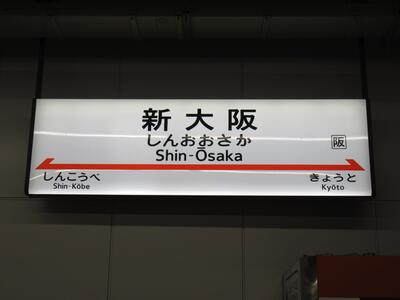 新大阪
しんおおさか
Shin-Ōsaka
阪
しんこうべ
Shin-Kōbe
きょうと
Kyōto